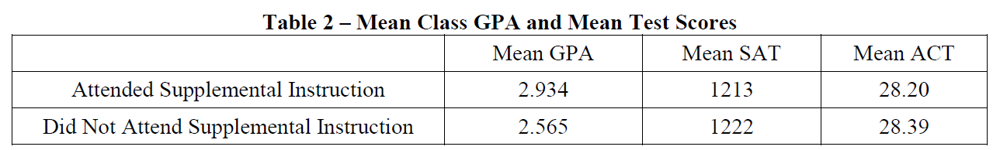 Table 2 – Mean Class GPA and Mean Test Scores
Mean GPA Mean SAT Mean ACT
Attended Supplemental Instruction 2.934 1213 28.20
Did Not Attend Supplemental Instruction 2.565 1222 28.39